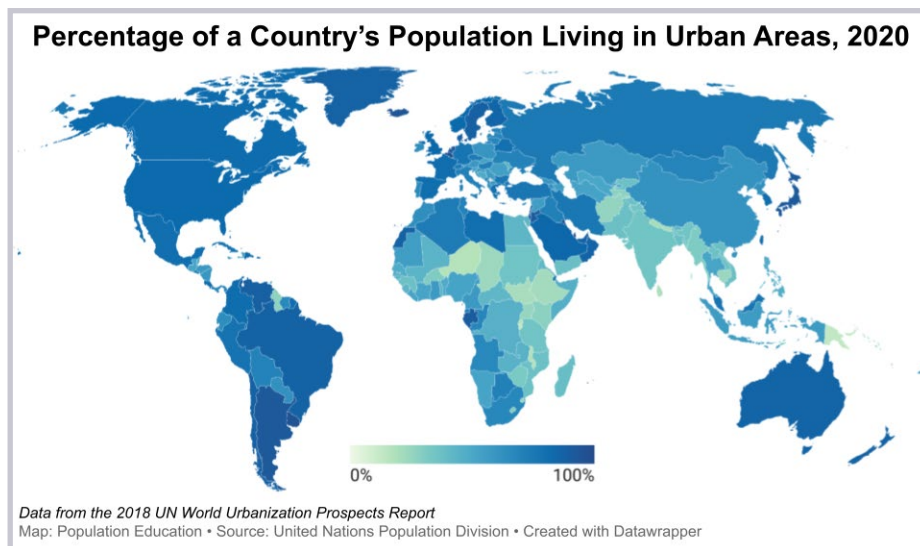 Percentage of a Country’s Population Living in Urban Areas, 2020
0%
100%
Data from the 2018 UN World Urbanization Prospects Report
Map: Population Education • Source: United Nations Population Division • Created with Datawrapper